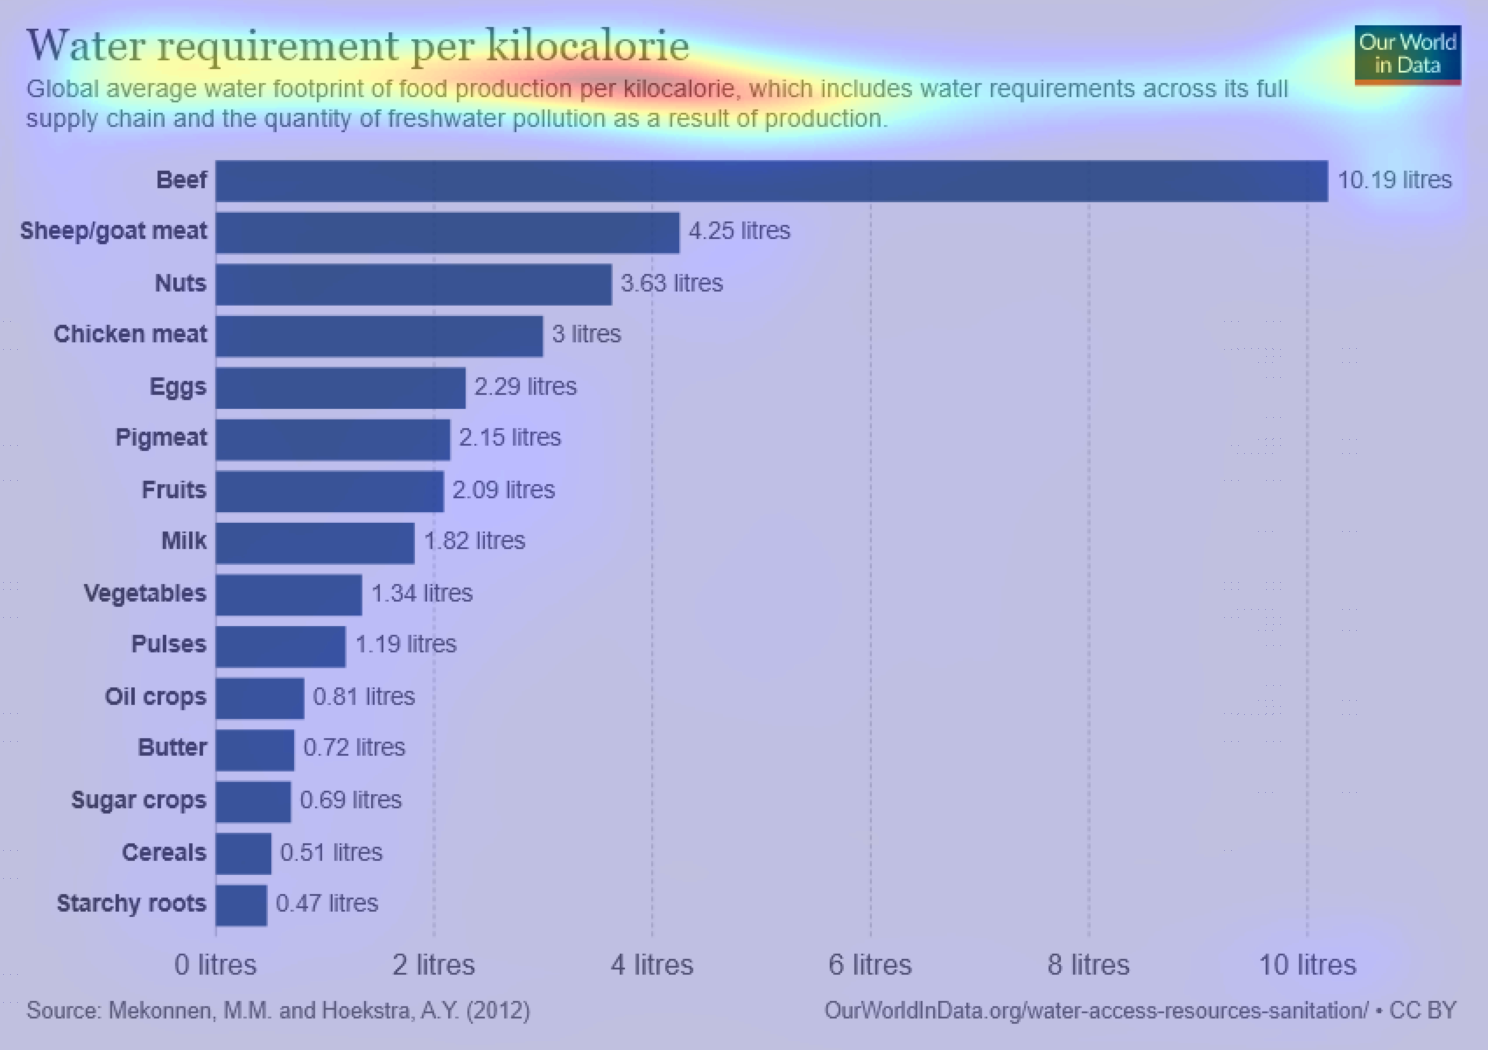 Water requirement per kilocalorie
Our World
in Data
Global average water footprint of food production per kilocalorie, which includes water requirements across its full
supply chain and the quantity of freshwater pollution as a result of production.
Beef 10.19 litres
Sheep/goat meat 4.25 litres
Nuts 3.63 litres
Chicken meat 3 litres
Eggs 2.29 litres
Pigmeat 2.15 litres
Fruits 2.09 litres
Milk 1.82 litres
Vegetables 1.34 litres
Pulses 1.19 litres
Oil crops 0.81 litres
Butter 0.72 litres
Sugar crops 0.69 litres
Cereals 0.51 litres
Starchy roots 0.47 litres
0 litres 2 litres 4 litres 6 litres 8 litres 10 litres
Source: Mekonnen, M.M. and Hoekstra, A.Y. (2012)
OurWorldInData.org/water-access-resources-sanitation/ • CC BY